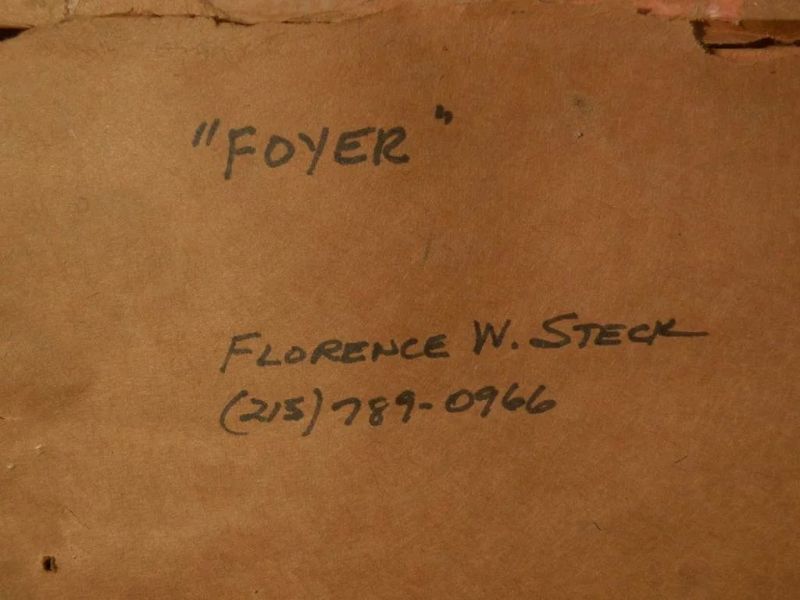 "FOYER"
FLORENCE W. STECK
(215) 789-0966